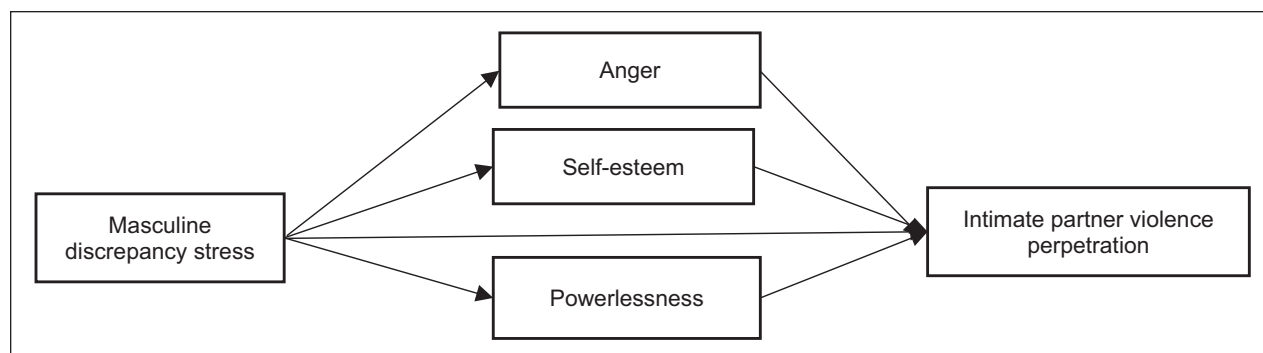 Anger
Self-esteem
Masculine
discrepancy stress
Intimate partner violence
perpetration
Powerlessness